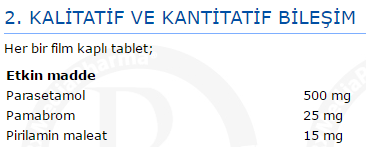 2. KALİTATİF VE KANTİTATİF BİLEŞİM
Her bir film kaplı tablet;
Etkin madde
Parasetamol 500 mg
Pamabrom 25 mg
Pirilamin maleat 15 mg